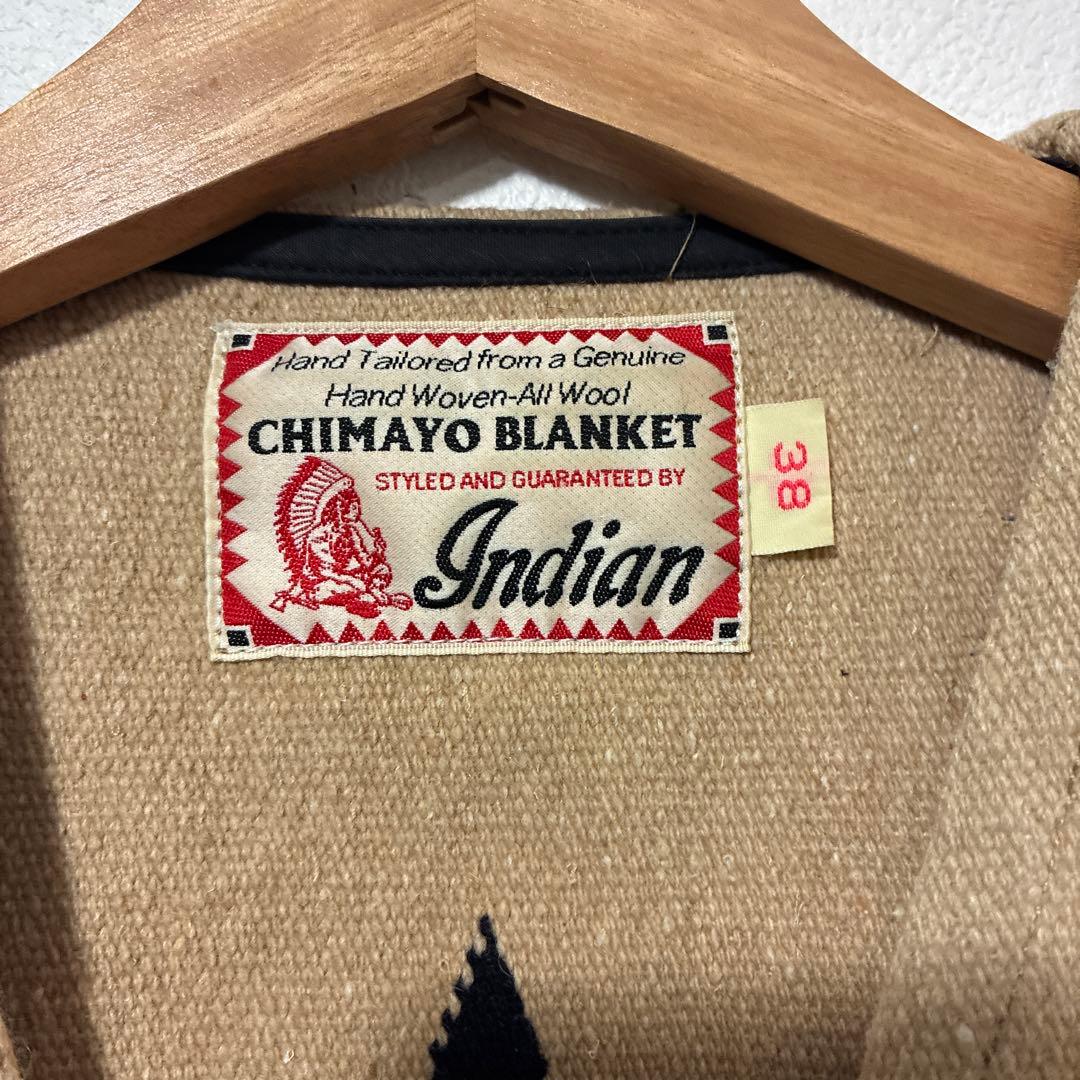 Hand Tailored from a Genuine
Hand Woven-All Wool
CHIMAYO BLANKET
STYLED AND GUARANTEED BY
Indian
38